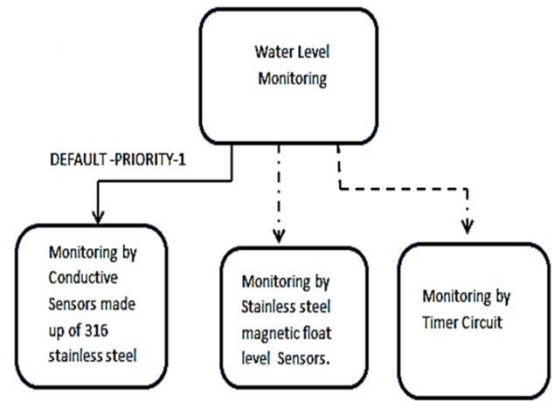 Water Level
Monitoring
DEFAULT -PRIORITY-1
Monitoring by
Conductive
Sensors made
up of 316
stainless steel
Monitoring by
Stainless steel
magnetic float
level Sensors.
Monitoring by
Timer Circuit